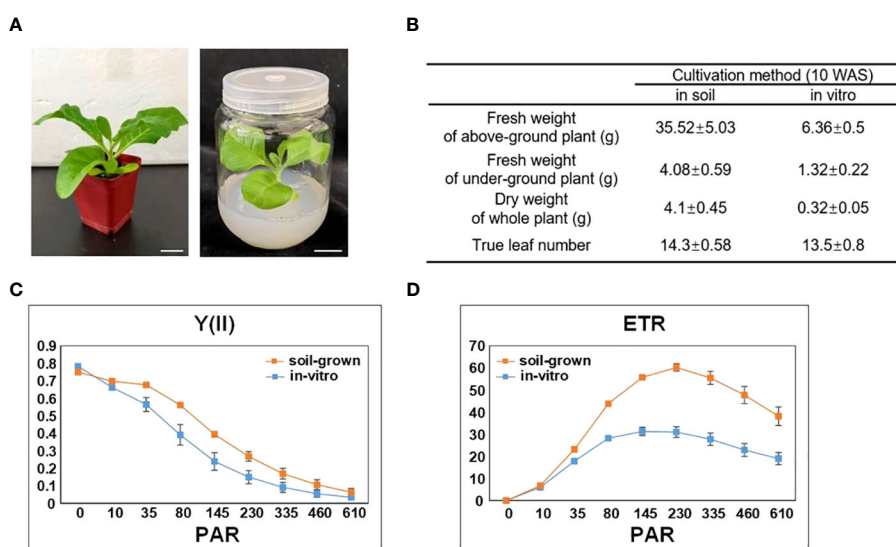 A
B
Cultivation method (10 WAS)
in soil in vitro
Fresh weight
of above-ground plant (g) 35.52±5.03 6.36±0.5
Fresh weight
of under-ground plant (g) 4.08±0.59 1.32±0.22
Dry weight
of whole plant (g) 4.1±0.45 0.32±0.05
True leaf number 14.3±0.58 13.5±0.8
C
Y(II)
0.9
0.8
0.7
0.6
0.5
0.4
0.3
0.2
0.1
0
soil-grown
in-vitro
0 10 35 80 145 230 335 460 610
PAR
D
ETR
70
60
50
40
30
20
10
0
soil-grown
in-vitro
0 10 35 80 145 230 335 460 610
PAR